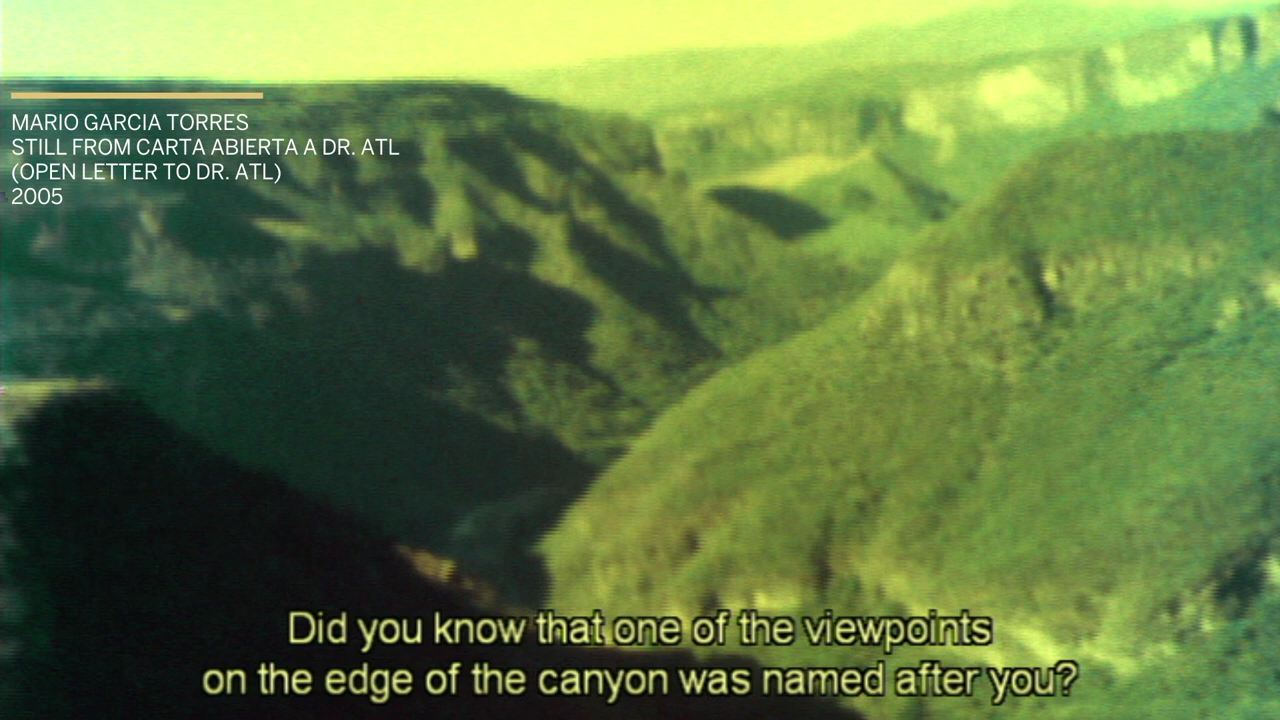 MARIO GARCIA TORRES
STILL FROM CARTA ABIERTA A DR. ATL
(OPEN LETTER TO DR. ATL)
2005
Did you know that one of the viewpoints
on the edge of the canyon was named after you?